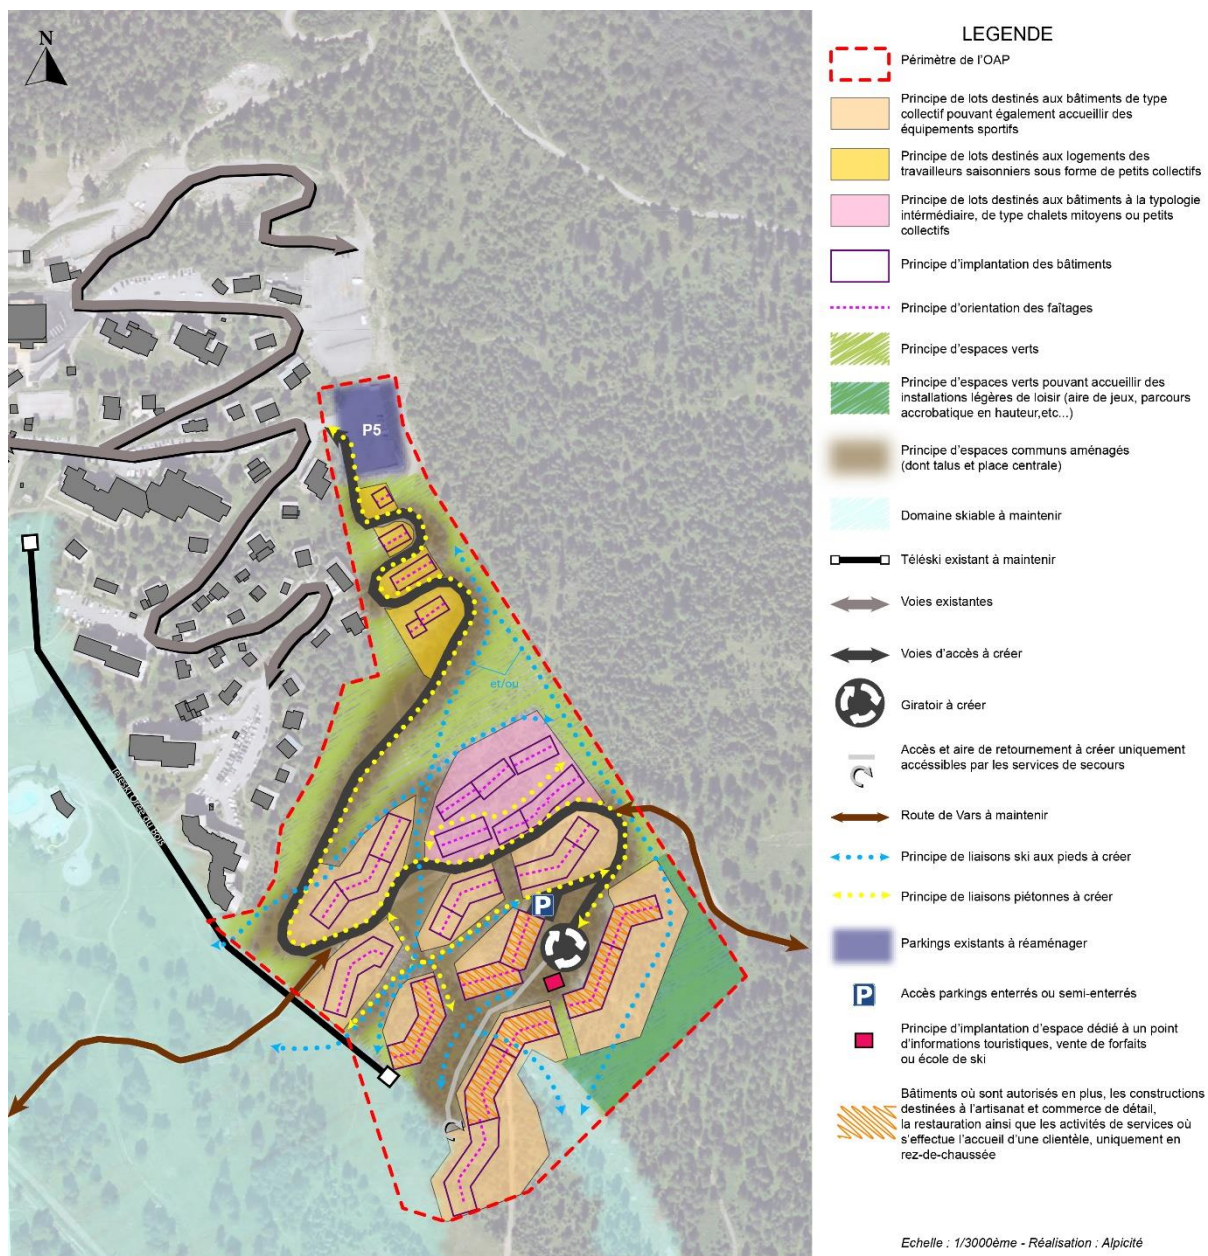 N
P5
et/ou
Téléski Orée du Bois
P
LEGENDE
Périmètre de l'OAP
Principe de lots destinés aux bâtiments de type
collectif pouvant également accueillir des
équipements sportifs
Principe de lots destinés aux logements des
travailleurs saisonniers sous forme de petits collectifs
Principe de lots destinés aux bâtiments à la typologie
intérmédiaire, de type chalets mitoyens ou petits
collectifs
Principe d'implantation des bâtiments
Principe d'orientation des faîtages
Principe d'espaces verts
Principe d'espaces verts pouvant accueillir des
installations légères de loisir (aire de jeux, parcours
accrobatique en hauteur,etc...)
Principe d'espaces communs aménagés
(dont talus et place centrale)
Domaine skiable à maintenir
Téléski existant à maintenir
Voies existantes
Voies d'accès à créer
Giratoir à créer
Accès et aire de retournement à créer uniquement
accéssibles par les services de secours
Route de Vars à maintenir
Principe de liaisons ski aux pieds à créer
Principe de liaisons piétonnes à créer
Parkings existants à réaménager
P
Accès parkings enterrés ou semi-enterrés
Principe d'implantation d'espace dédié à un point
d'informations touristiques, vente de forfaits
ou école de ski
Bâtiments où sont autorisés en plus, les constructions
destinées à l'artisanat et commerce de détail,
la restauration ainsi que les activités de services où
s'effectue l'accueil d'une clientèle, uniquement en
rez-de-chaussée
Echelle : 1/3000ème - Réalisation : Alpicité